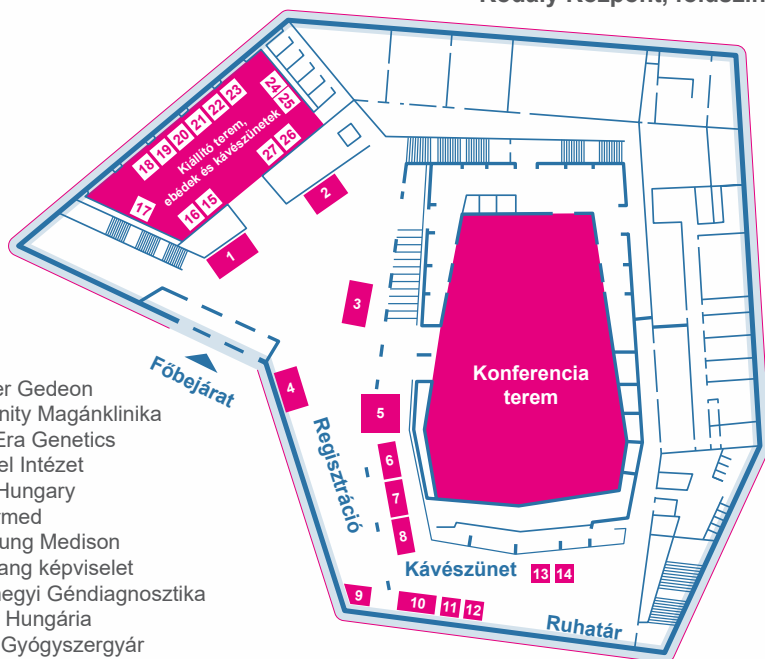 Kodály Központ, földszint
24
25
23
22
21
20
19
18
Kiállító terem,
ebédek és kávészünetek
27
26
17
16
15
2
1
3
Főbejárat
4
Konferencia
terem
5
Regisztráció
6
7
8
Kávészünet
13
14
9
10
11
12
Ruhatár
er Gedeon
nity Magánklinika
Era Genetics
el Intézet
Hungary
med
ung Medison
ang képviselet
negyi Géndiagnosztika
Hungária
Gyógyszergyár